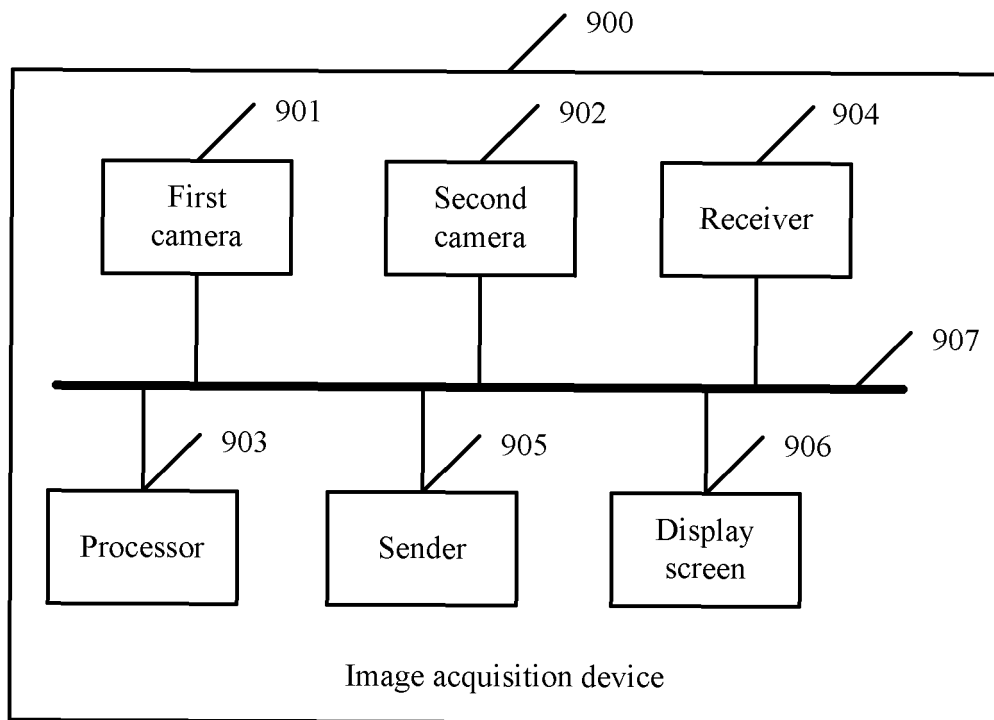 900
901
902
904
First
camera
Second
camera
Receiver
907
903
905
906
Processor
Sender
Display
screen
Image acquisition device